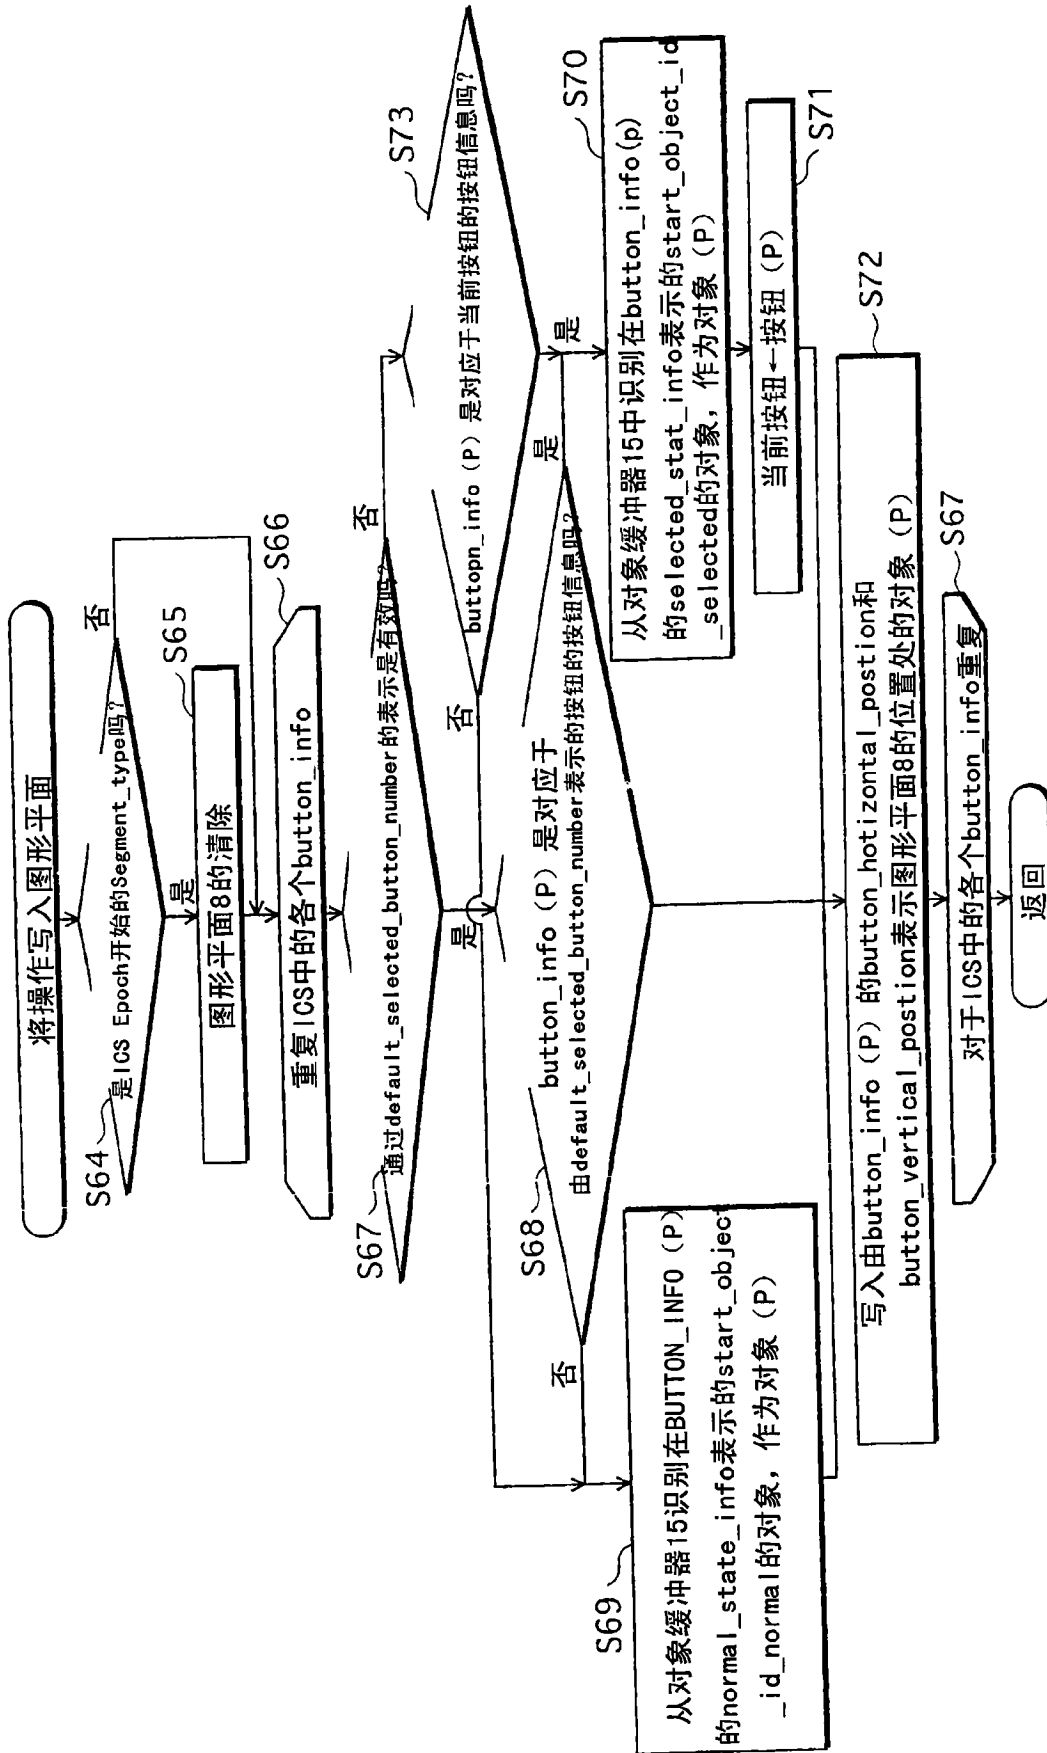 将操作写入图形平面
S64
是ICS Epoch开始的Segment_type吗?
否
是
S65
图形平面8的清除
S66
重复ICS中的各个button_info
S67
通过default_selected_button_number的表示是有效吗?
否
是
S73
buttopn_info (P) 是对应于当前按钮的按钮信息吗?
否
是
S68
button_info (P) 是对应于
由default_selected_button_number表示的按钮的按钮信息吗?
否
是
S69
从对象缓冲器15识别在BUTTON_INFO (P)
的normal_state_info表示的start_object
_id_normal的对象, 作为对象 (P)
S70
从对象缓冲器15中识别在button_info(p)
的selected_stat_info表示的start_object_id
_selected的对象, 作为对象 (P)
S71
当前按钮←按钮 (P)
S72
写入由button_info (P) 的button_hotizontal_postion和
button_vertical_postion表示图形平面8的位置处的对象 (P)
S67
对于ICS中的各个button_info重复
返回